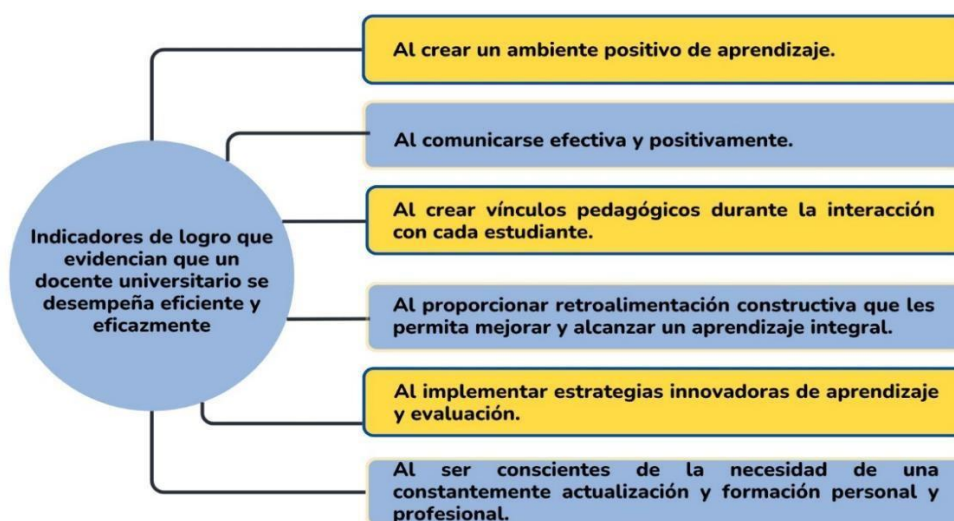 Al crear un ambiente positivo de aprendizaje.
Al comunicarse efectiva y positivamente.
Al crear vínculos pedagógicos durante la interacción
con cada estudiante.
Indicadores de logro que
evidencian que un
docente universitario se
desempeña eficiente y
eficazmente
Al proporcionar retroalimentación constructiva que les
permita mejorar y alcanzar un aprendizaje integral.
Al implementar estrategias innovadoras de aprendizaje
y evaluación.
Al ser conscientes de la necesidad de una
constantemente actualización y formación personal y
profesional.